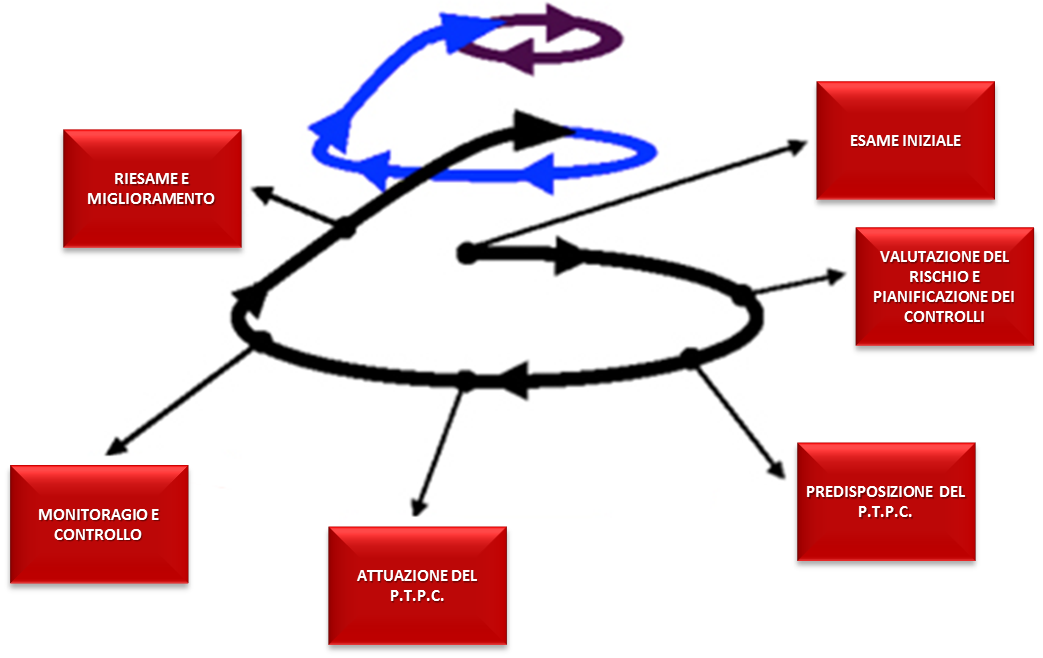 ESAME INIZIALE
RIESAME E
MIGLIORAMENTO
VALUTAZIONE DEL
RISCHIO E
PIANIFICAZIONE DEI
CONTROLLI
PREDISPOSIZIONE DEL
P.T.P.C.
MONITORAGIO E
CONTROLLO
ATTUAZIONE DEL
P.T.P.C.